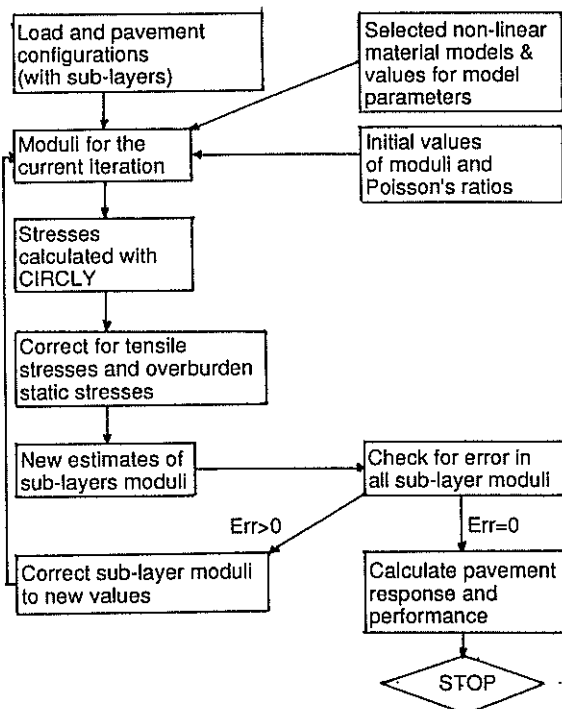 Load and pavement
configurations
(with sub-layers)
Selected non-linear
material models &
values for model
parameters
Moduli for the
current iteration
Initial values
of moduli and
Poisson's ratios
Stresses
calculated with
CIRCLY
Correct for tensile
stresses and overburden
static stresses
New estimates of
sub-layers moduli
Check for error in
all sub-layer moduli
Err>0
Err=0
Correct sub-layer moduli
to new values
Calculate pavement
response and
performance
STOP